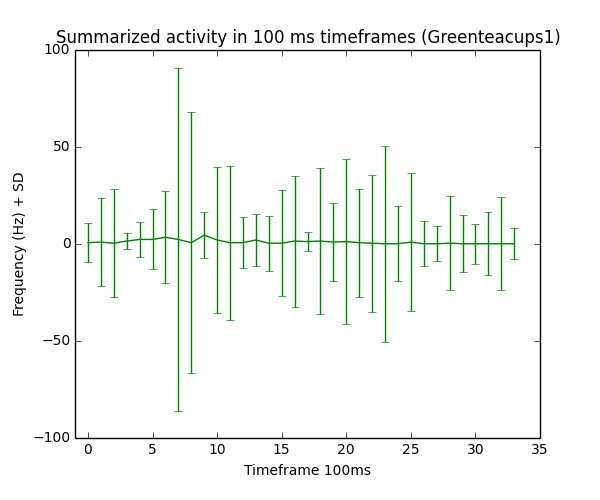 Summarized activity in 100 ms timeframes (Greenteacups1)
100
50
0
−50
−100
Frequency (Hz) + SD
0 5 10 15 20 25 30 35
Timeframe 100ms